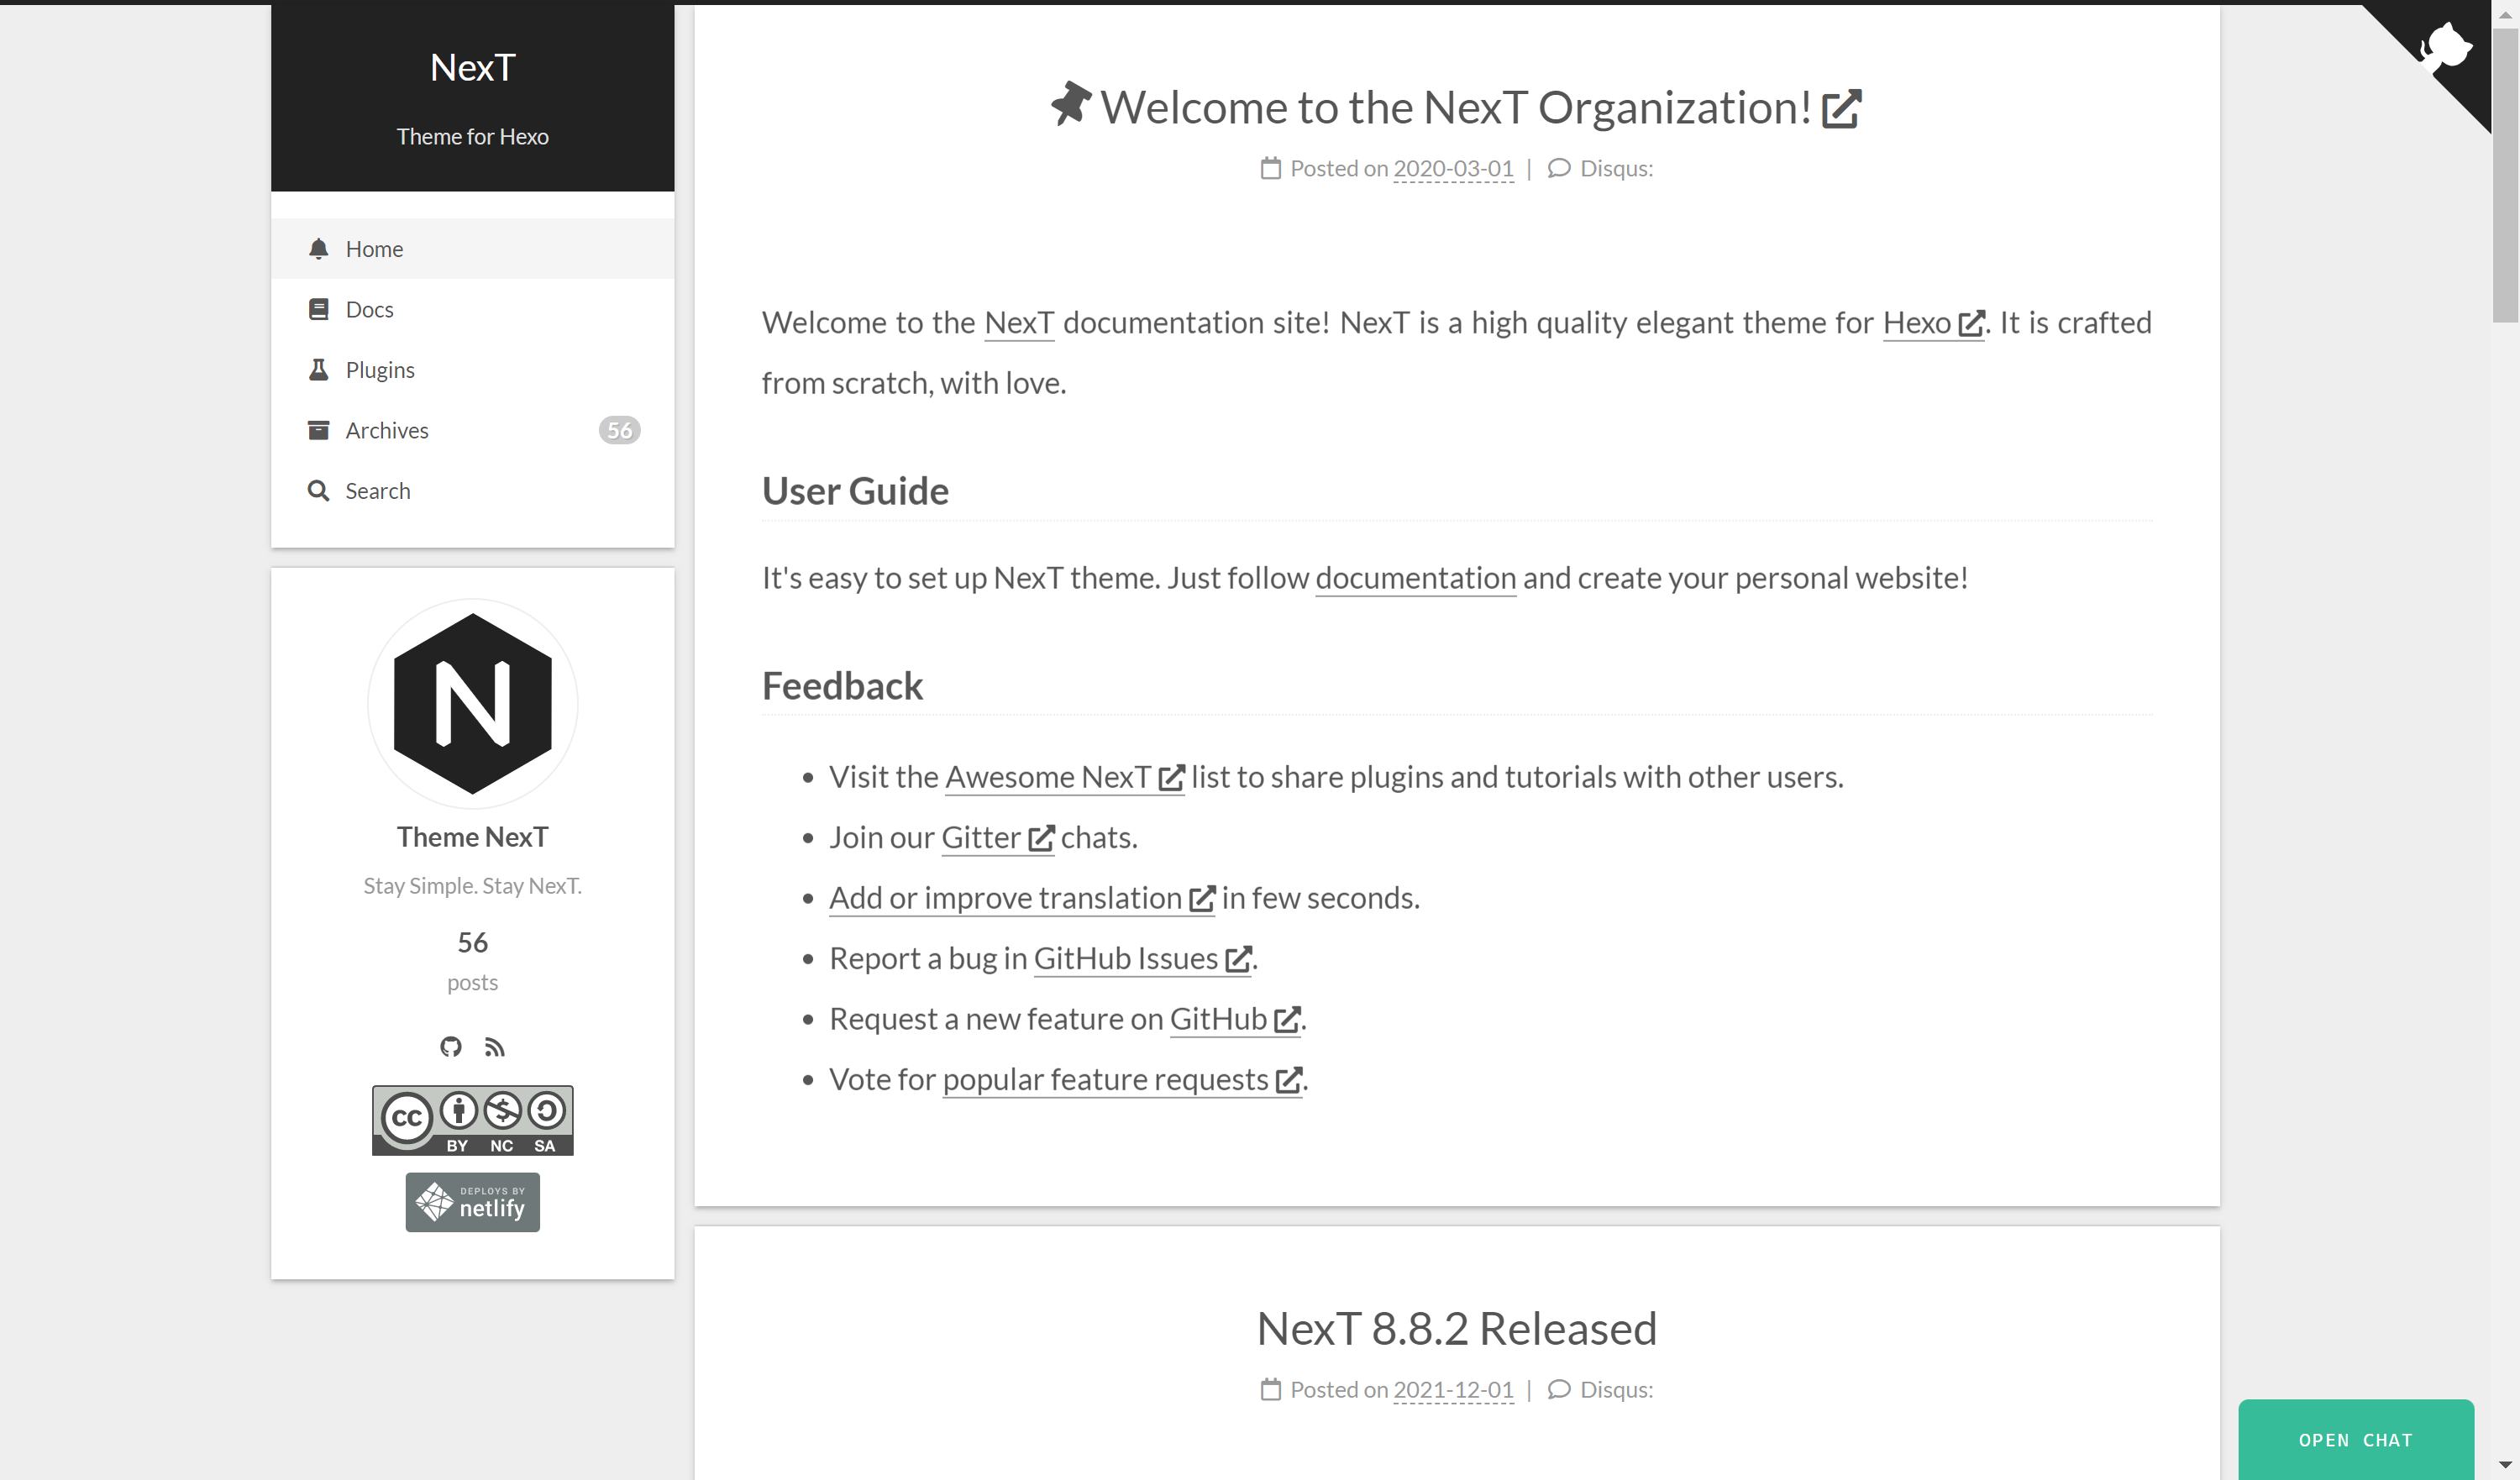 NexT
Theme for Hexo
Home
Docs
Plugins
Archives 56
Search
N
Theme NexT
Stay Simple. Stay NexT.
56
posts
cc
BY NC SA
DEPLOYS BY
netlify
Welcome to the NexT Organization!
Posted on 2020-03-01 | Disqus:
Welcome to the NexT documentation site! NexT is a high quality elegant theme for Hexo. It is crafted
from scratch, with love.
User Guide
It's easy to set up NexT theme. Just follow documentation and create your personal website!
Feedback
• Visit the Awesome NexT list to share plugins and tutorials with other users.
• Join our Gitter chats.
• Add or improve translation in few seconds.
• Report a bug in GitHub Issues.
• Request a new feature on GitHub.
• Vote for popular feature requests.
NexT 8.8.2 Released
Posted on 2021-12-01 | Disqus:
OPEN CHAT